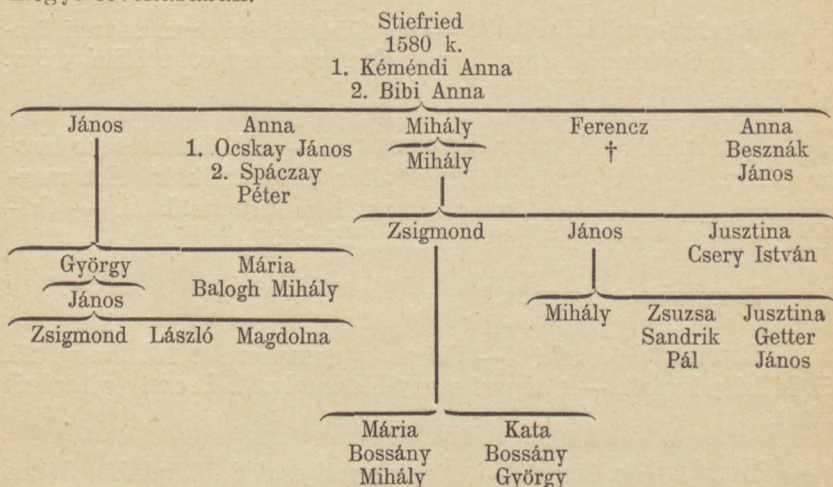 Stiefried
1580 k.
1. Kéméndi Anna
2. Bibi Anna
János Anna Mihály Ferencz Anna
1. Ocskay János Mihály † Besznák
2. Spáczay János
Péter
Zsigmond János Jusztina
Csery István
György Mária
Balogh Mihály
János
Mihály Zsuzsa Jusztina
Zsigmond László Magdolna Sandrik Getter
Pál János
Mária Kata
Bossány Bossány
Mihály György